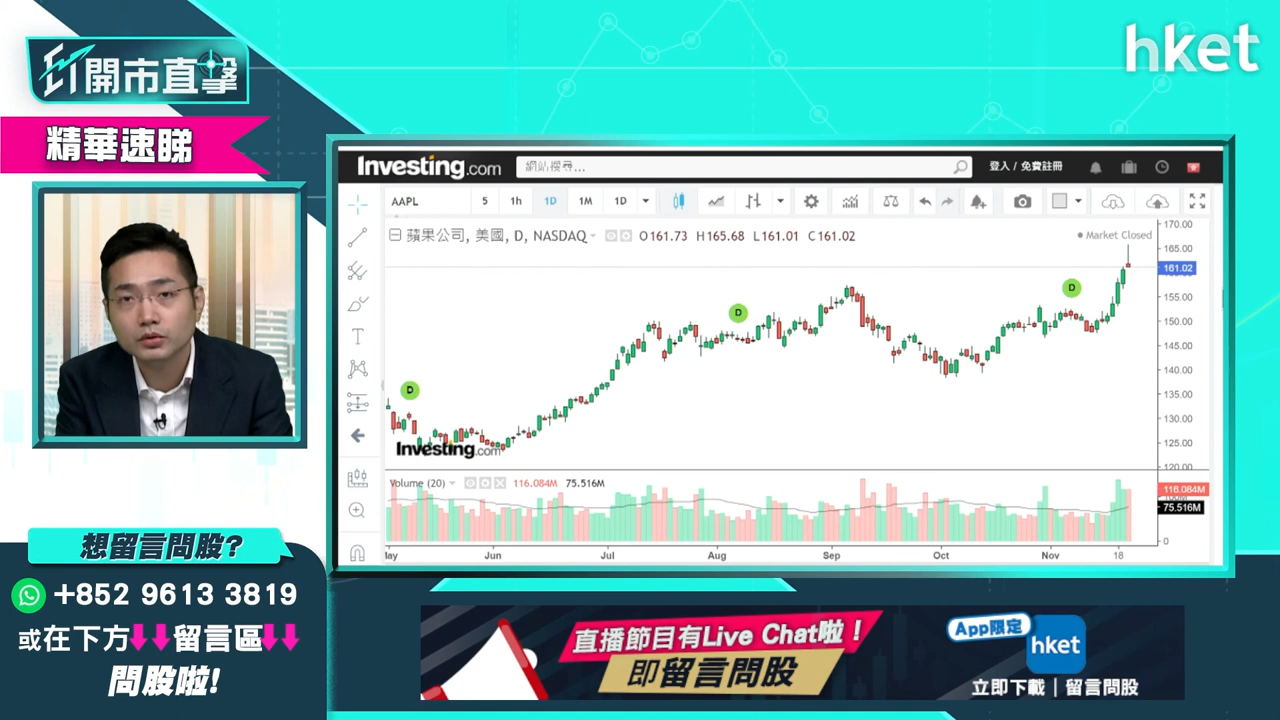 ET開市直擊
hket
精華速睇
Investing.com
網站搜尋...
登入 / 免費註冊
AAPL
5
1h
1D
1M
1D
蘋果公司, 美國, D, NASDAQ
O161.73 H165.68 L161.01 C161.02
Market Closed
170.00
165.00
161.02
155.00
150.00
145.00
140.00
135.00
130.00
125.00
120.00
D
D
D
Investing.com
Volume (20)
116.084M
75.516M
116.084M
75.516M
0
May
Jun
Jul
Aug
Sep
Oct
Nov
18
想留言問股?
+852 9613 3819
或在下方留言區
問股啦!
直播節目有Live Chat啦！
即留言問股
App限定
hket
立即下載 | 留言問股